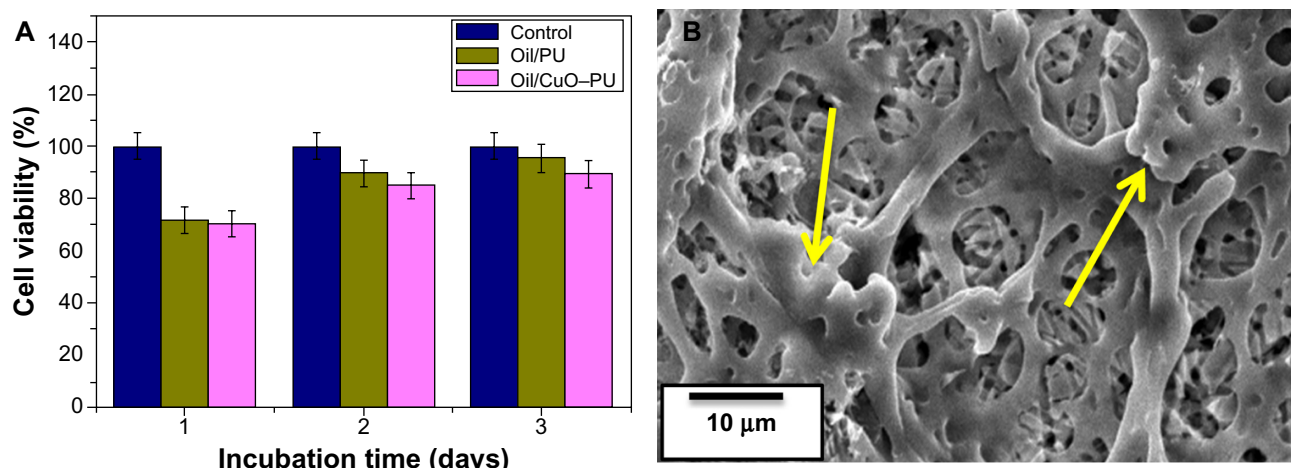 A
140
120
100
80
60
40
20
0
Cell viability (%)
Control
Oil/PU
Oil/CuO–PU
1 2 3
Incubation time (days)
B
10 μm